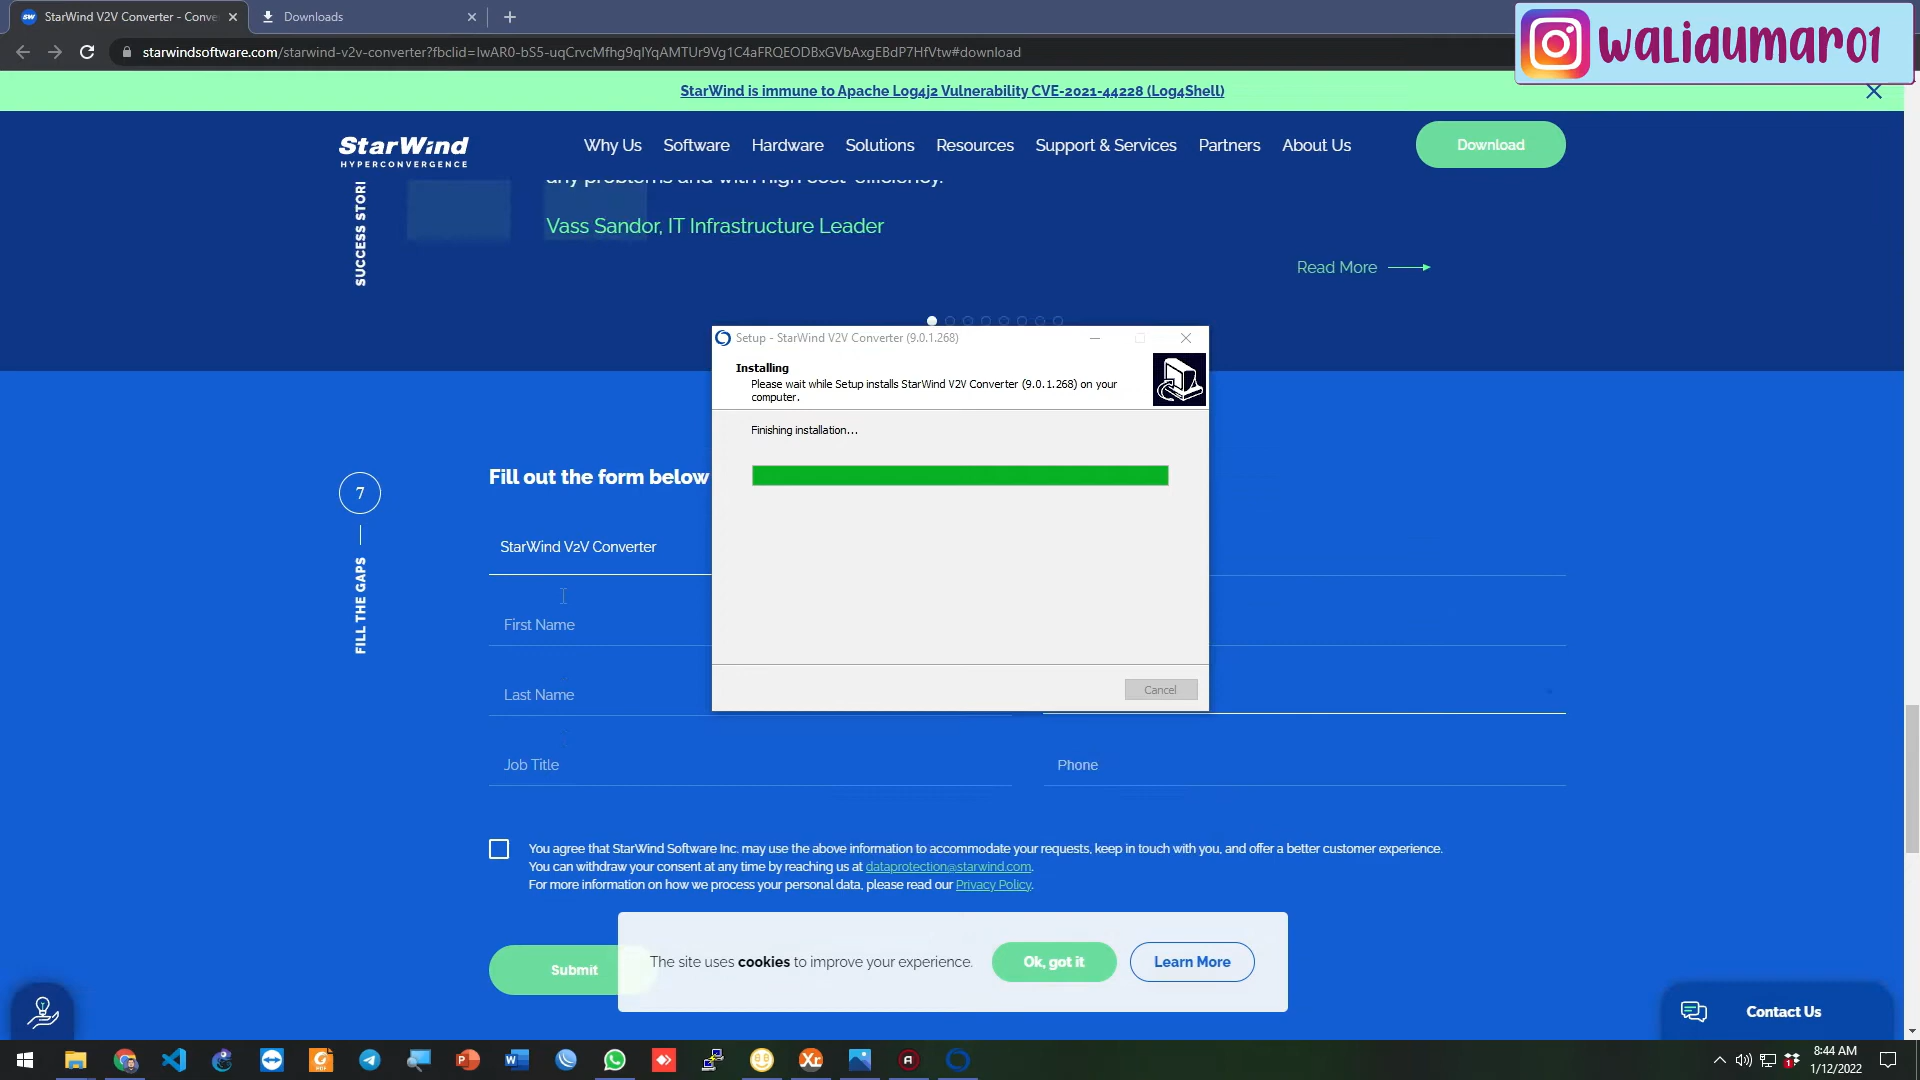 StarWind V2V Converter - Conve
Downloads
starwindsoftware.com/starwind-v2v-converter?fbclid=IwAR0-bS5-uqCrvcMfhg9qlYqAMTUr9Vg1C4aFRQEODBxGVbAxgEBdP7HfVtw#download
walidumar01
StarWind is immune to Apache Log4j2 Vulnerability CVE-2021-44228 (Log4Shell)
StarWind
HYPERCONVERGENCE
Why Us
Software
Hardware
Solutions
Resources
Support & Services
Partners
About Us
Download
any problems and with high cost-efficiency.
SUCCESS STORI
Vass Sandor, IT Infrastructure Leader
Read More
Setup - StarWind V2V Converter (9.0.1.268)
Installing
Please wait while Setup installs StarWind V2V Converter (9.0.1.268) on your
computer.
Finishing installation...
Cancel
7
FILL THE GAPS
Fill out the form below
StarWind V2V Converter
First Name
Last Name
Job Title
Phone
You agree that StarWind Software Inc. may use the above information to accommodate your requests, keep in touch with you, and offer a better customer experience.
You can withdraw your consent at any time by reaching us at dataprotection@starwind.com.
For more information on how we process your personal data, please read our Privacy Policy.
Submit
The site uses cookies to improve your experience.
Ok, got it
Learn More
Contact Us
8:44 AM
1/12/2022